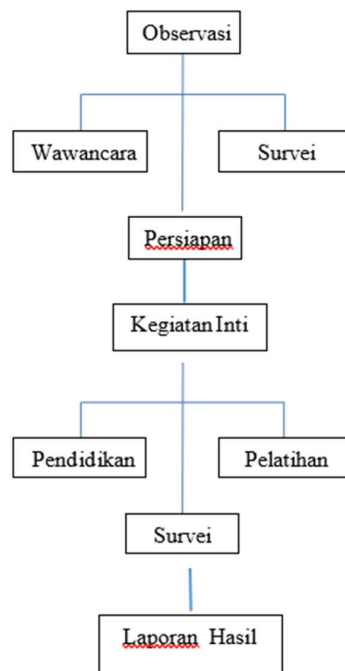 Observasi
Wawancara
Survei
Persiapan
Kegiatan Inti
Pendidikan
Pelatihan
Survei
Laporan Hasil